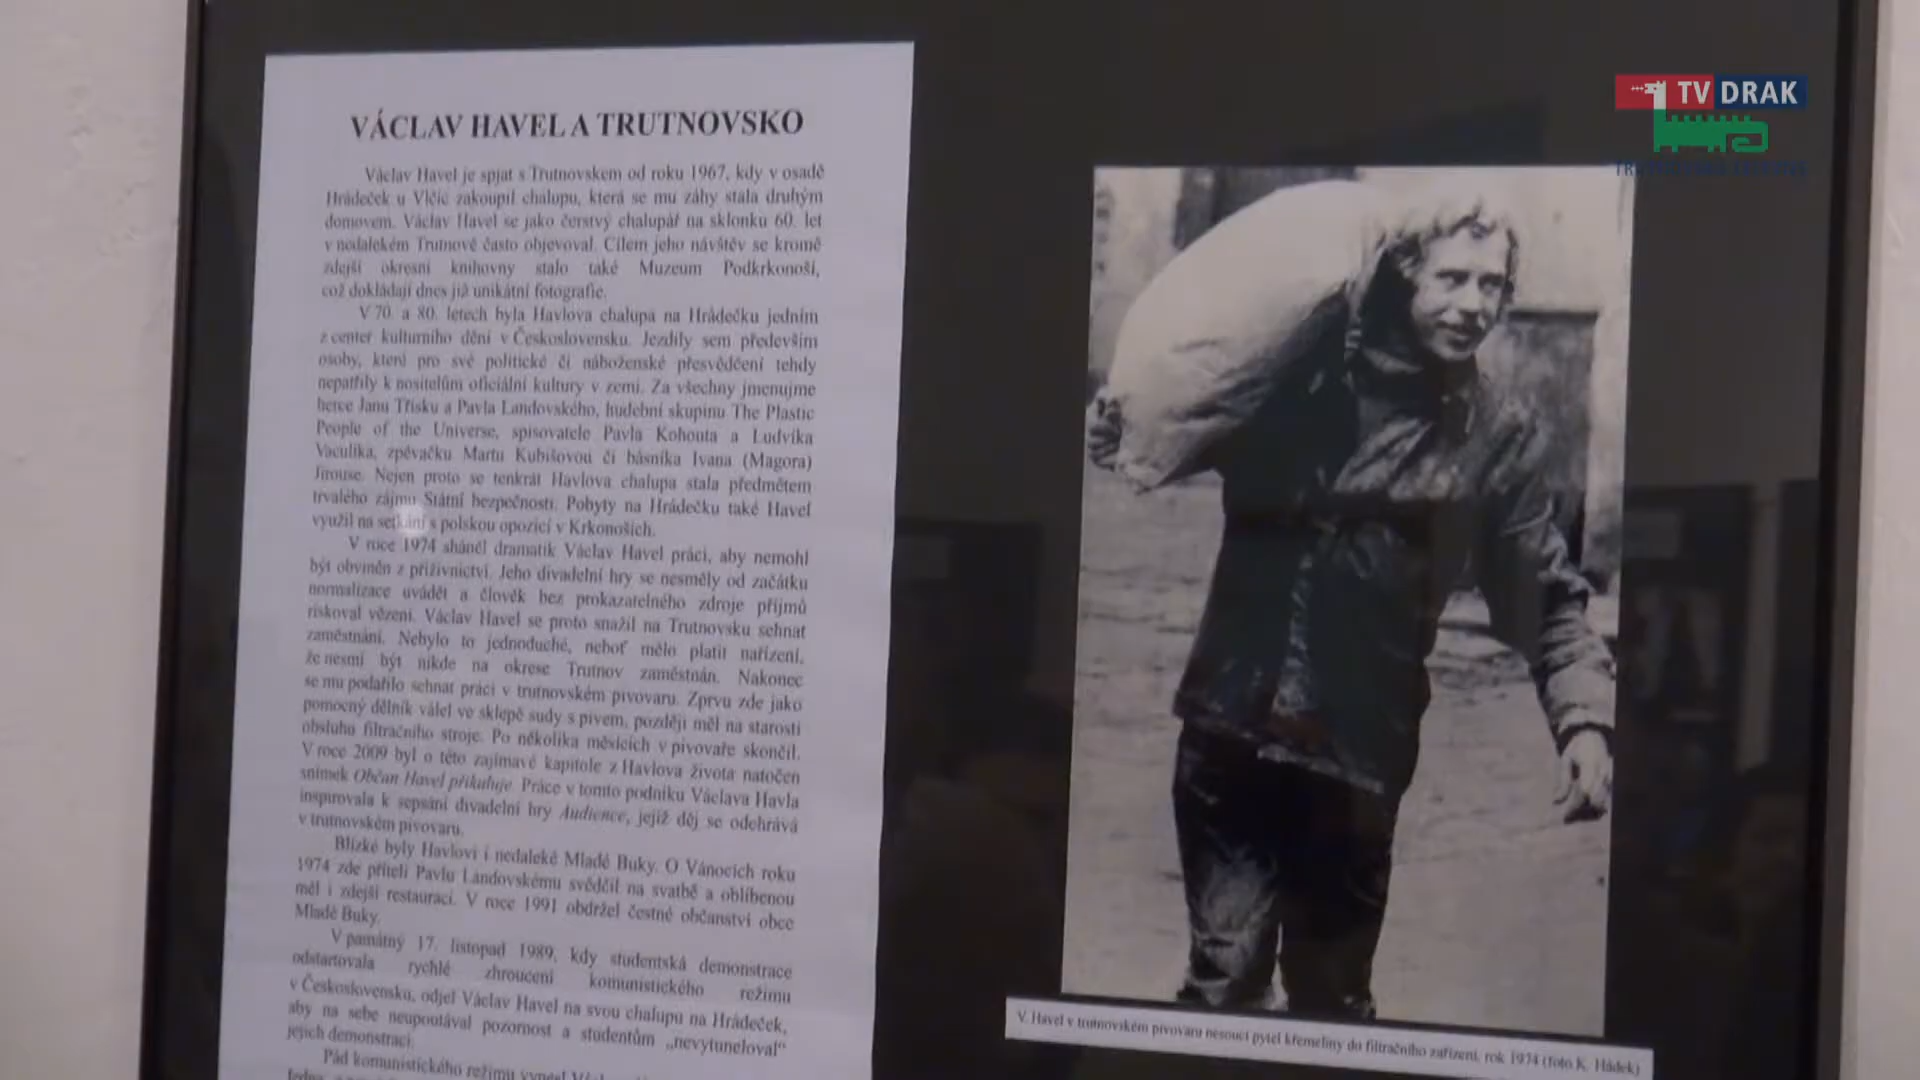 VÁCLAV HAVEL A TRUTNOVSKO
Václav Havel je spjat s Trutnovskem od roku 1967, kdy v osadě
Hrádeček u Vlčic zakoupil chalupu, která se mu záhy stala druhým
domovem. Václav Havel se jako čerstvý chalupář na sklonku 60. let
v nedalekém Trutnově často objevoval. Cílem jeho návštěv se kromě
zdejší okresní knihovny stalo také Muzeum Podkrkonoší,
což dokládají dnes již unikátní fotografie.
V 70. a 80. letech byla Havlova chalupa na Hrádečku jedním
z center kulturního dění v Československu. Jezdily sem především
osoby, které pro své politické či náboženské přesvědčení tehdy
nepatřily k nositelům oficiální kultury v zemi. Za všechny jmenujme
herce Janu Třísku a Pavla Landovského, hudební skupinu The Plastic
People of the Universe, spisovatele Pavla Kohouta a Ludvíka
Vaculíka, zpěvačku Martu Kubišovou či básníka Ivana (Magora)
Jirouse. Nejen proto se tenkrát Havlova chalupa stala předmětem
trvalého zájmu Státní bezpečnosti. Pobyty na Hrádečku také Havel
využil na setkání s polskou opozicí v Krkonoších.
V roce 1974 sháněl dramatik Václav Havel práci, aby nemohl
být obviněn z příživnictví. Jeho divadelní hry se nesměly od začátku
normalizace uvádět a člověk bez prokazatelného zdroje příjmů
riskoval vězení. Václav Havel se proto snažil na Trutnovsku sehnat
zaměstnání. Nebylo to jednoduché, neboť mělo platit nařízení,
že nesmí být nikde na okrese Trutnov zaměstnán. Nakonec
se mu podařilo sehnat práci v trutnovském pivovaru. Zprvu zde jako
pomocný dělník válel ve sklepě sudy s pivem, později měl na starosti
obsluhu filtračního stroje. Po několika měsících v pivovaře skončil.
V roce 2009 byl o této zajímavé kapitole z Havlova života natočen
snímek Občan Havel přikuluje. Práce v tomto podniku Václava Havla
inspirovala k sepsání divadelní hry Audience, jejíž děj se odehrává
v trutnovském pivovaru.
Blízké byly Havlovi i nedaleké Mladé Buky. O Vánocích roku
1974 zde příteli Pavlu Landovskému svědčil na svatbě a oblíbenou
měl i zdejší restauraci. V roce 1991 obdržel čestné občanství obce
Mladé Buky.
V památný 17. listopad 1989, kdy studentská demonstrace
odstartovala rychlé zhroucení komunistického režimu
v Československu, odjel Václav Havel na svou chalupu na Hrádeček,
aby na sebe neupoutával pozornost a studentům „nevytuneloval"
jejich demonstraci.
Pád komunistického režimu vynesl
V. Havel v trutnovském pivovaru nesoucí pytel křemeliny do filtračního zařízení, rok 1974 (foto K. Hádek)
TV DRAK